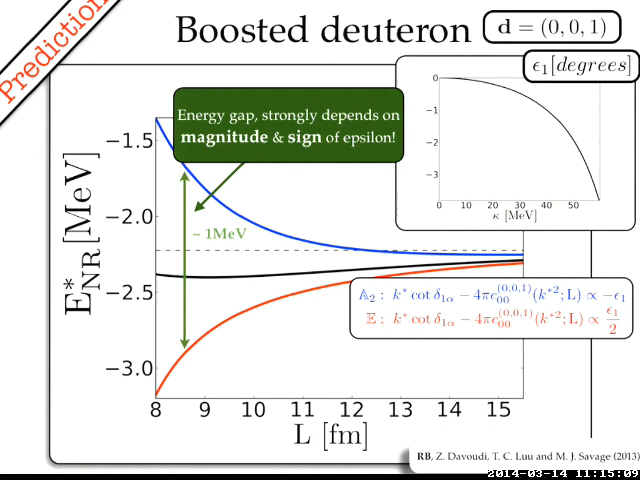 Prediction
Boosted deuteron
d = (0, 0, 1)
ϵ₁[degrees]
0
−1
−2
−3
0 10 20 30 40 50
κ [MeV]
Energy gap, strongly depends on
magnitude & sign of epsilon!
~ 1MeV
E*NR [MeV]
−1.5
−2.0
−2.5
−3.0
8 9 10 11 12 13 14 15
L [fm]
𝔸₂ : k* cot δ₁α − 4πc₀₀^(0,0,1)(k*²; L) ∝ −ϵ₁
𝔼 : k* cot δ₁α − 4πc₀₀^(0,0,1)(k*²; L) ∝ ϵ₁/2
RB, Z. Davoudi, T. C. Luu and M. J. Savage (2013)
2014-03-14 11:15:09